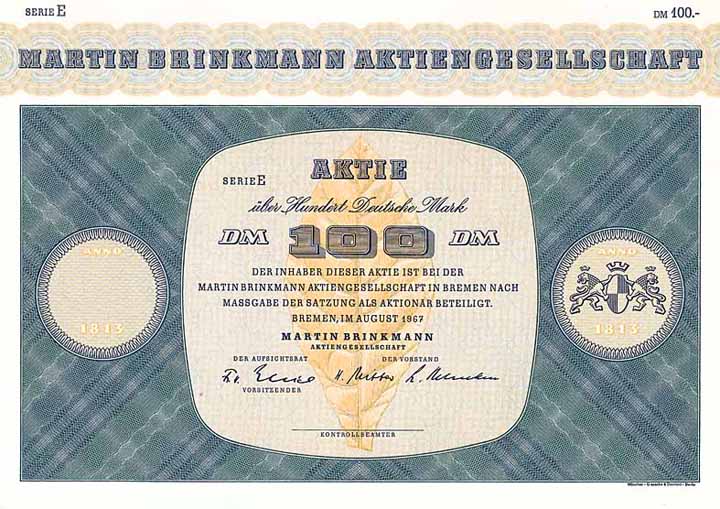 SERIE E
DM 100.-
MARTIN BRINKMANN AKTIENGESELLSCHAFT
AKTIE
SERIE E
über Hundert Deutsche Mark
DM 100 DM
DER INHABER DIESER AKTIE IST BEI DER
MARTIN BRINKMANN AKTIENGESELLSCHAFT IN BREMEN NACH
MASSGABE DER SATZUNG ALS AKTIONÄR BETEILIGT.
BREMEN, IM AUGUST 1967
MARTIN BRINKMANN
AKTIENGESELLSCHAFT
DER AUFSICHTSRAT DER VORSTAND
VORSITZENDER
KONTROLLBEAMTER
ANNO
1813
ANNO
1813